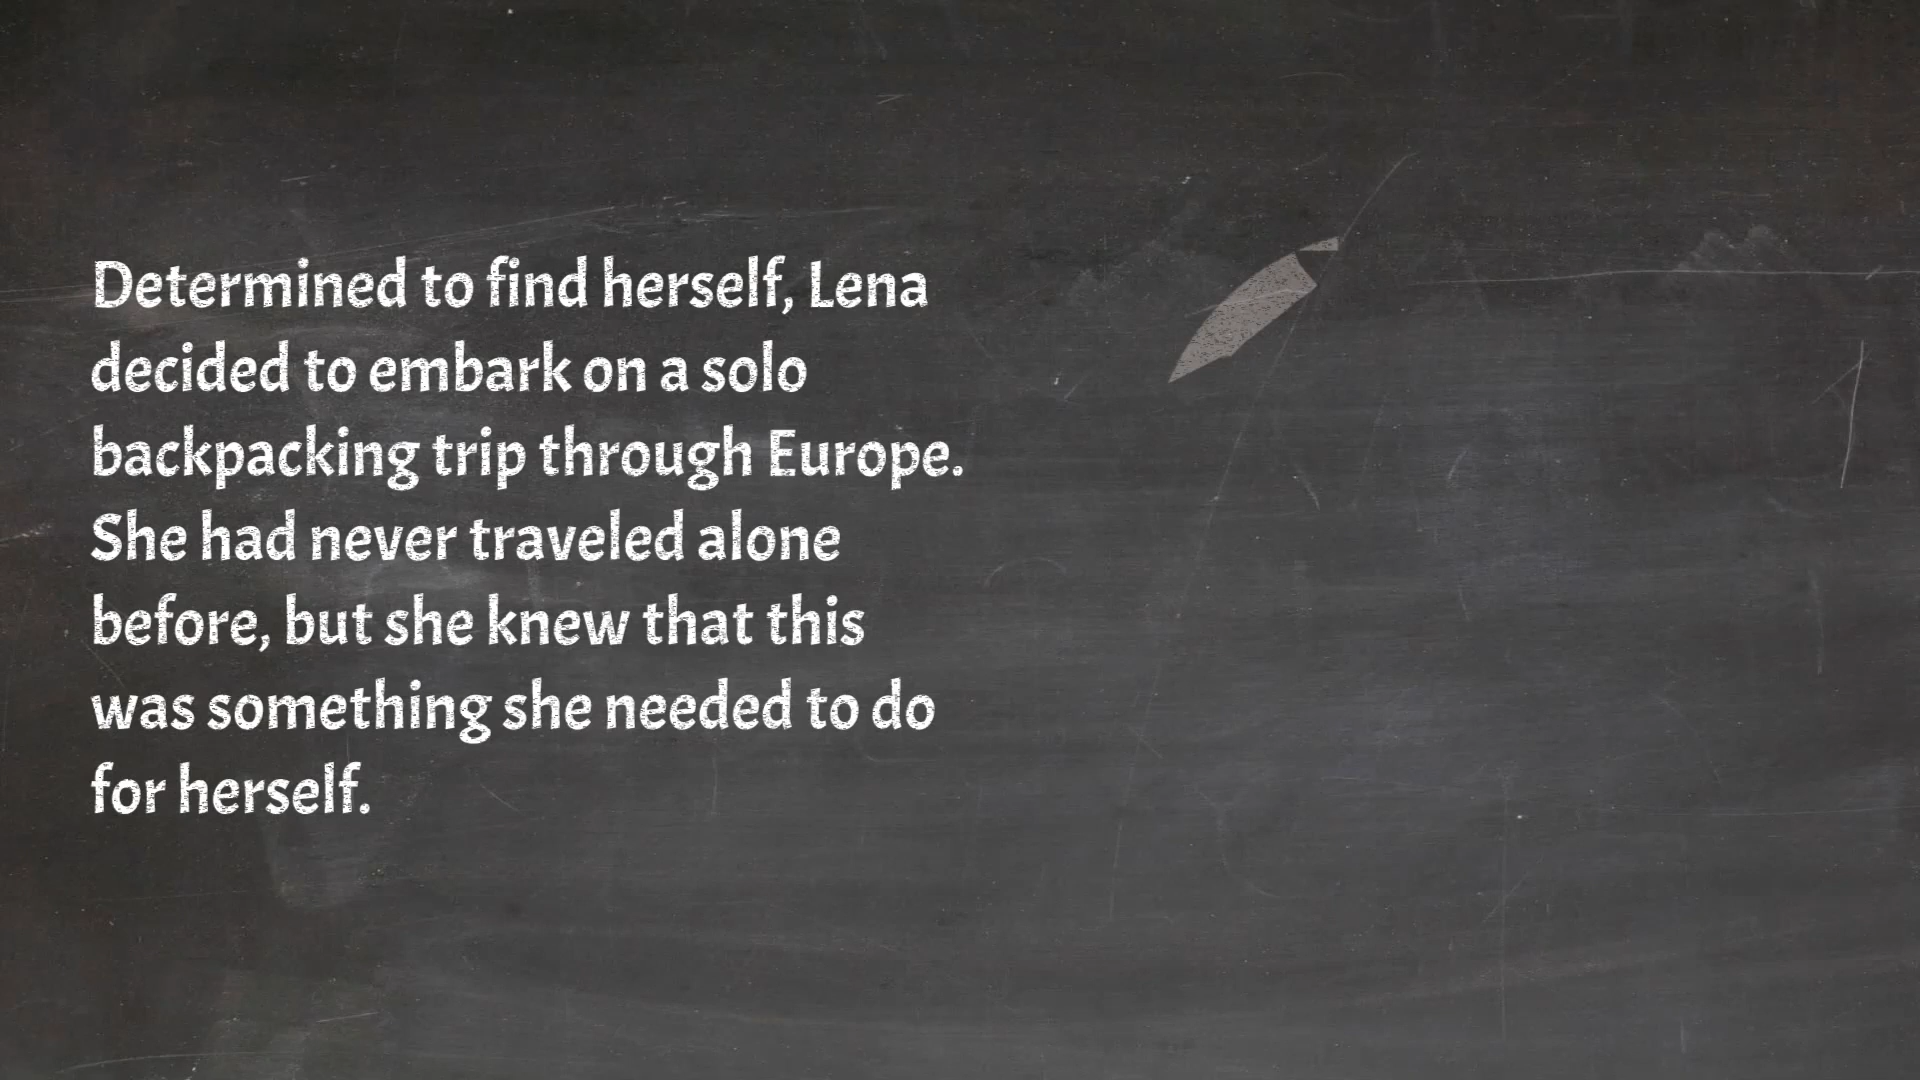 Determined to find herself, Lena
decided to embark on a solo
backpacking trip through Europe.
She had never traveled alone
before, but she knew that this
was something she needed to do
for herself.